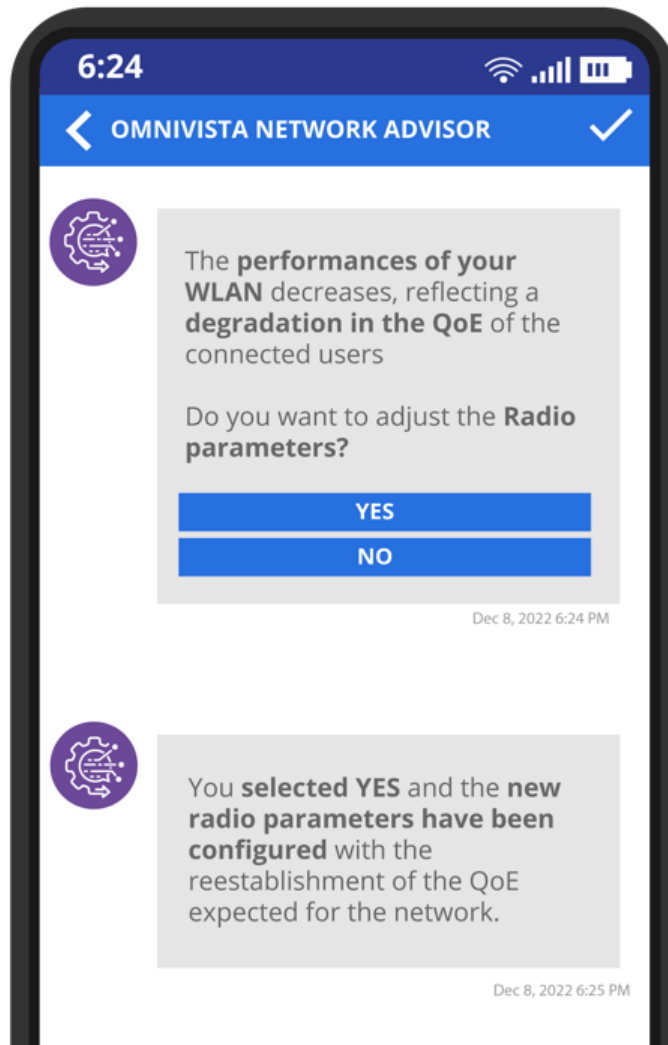 6:24
OMNIVISTA NETWORK ADVISOR
The performances of your
WLAN decreases, reflecting a
degradation in the QoE of the
connected users
Do you want to adjust the Radio
parameters?
YES
NO
Dec 8, 2022 6:24 PM
You selected YES and the new
radio parameters have been
configured with the
reestablishment of the QoE
expected for the network.
Dec 8, 2022 6:25 PM